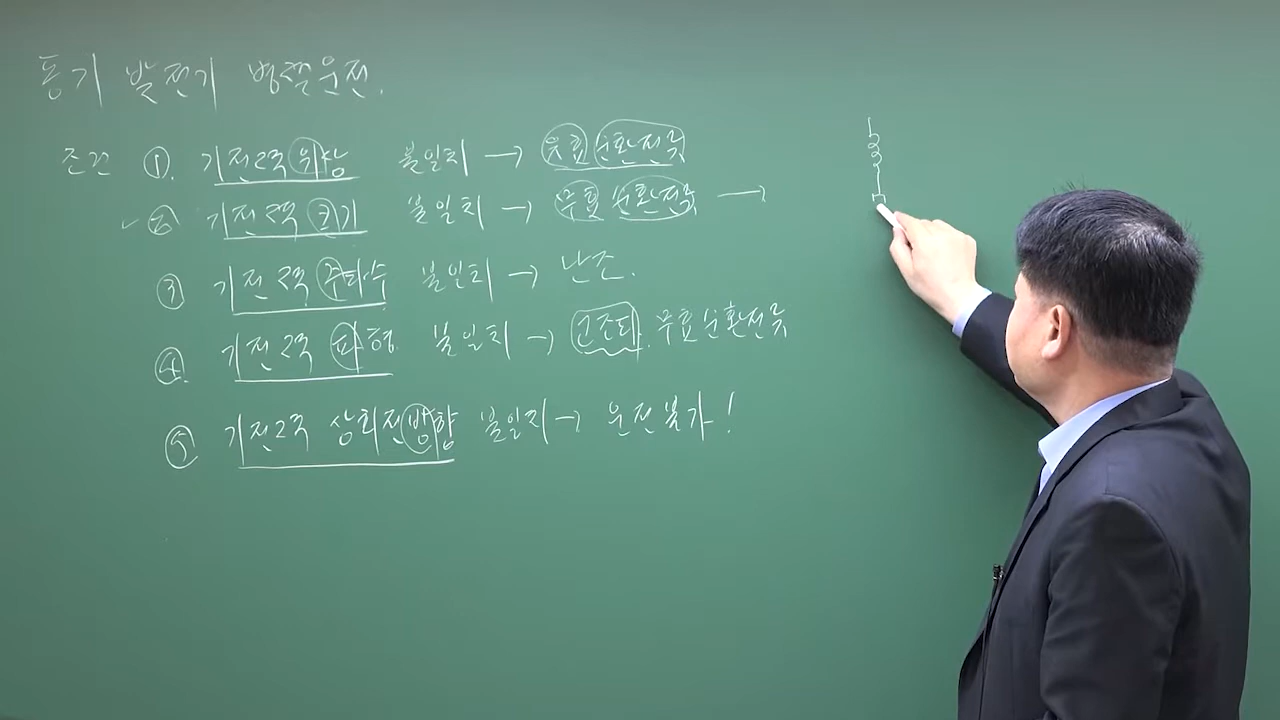 동기 발전기 병렬운전.
조건 ①. 기전력 위상 불일치 → 유효 순환전류
② 기전력 크기 불일치 → 무효 순환전류 →
③ 기전력 주파수 불일치 → 난조.
④. 기전력 파형. 불일치 → 고조파. 무효순환전류
⑤ 기전력 상회전방향 불일치 → 운전불가!